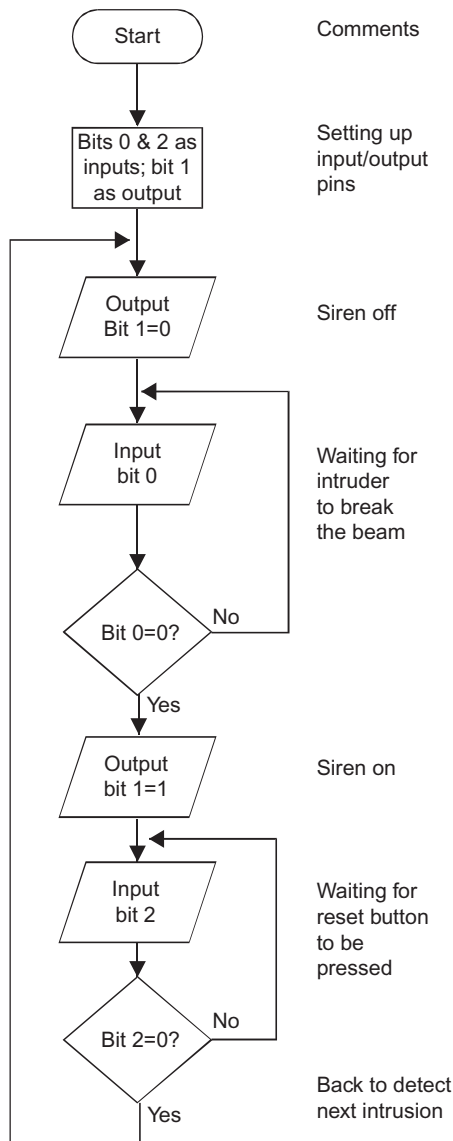 Start
Comments
Bits 0 & 2 as
inputs; bit 1
as output
Setting up
input/output
pins
Output
Bit 1=0
Siren off
Input
bit 0
Waiting for
intruder
to break
the beam
Bit 0=0?
No
Yes
Output
bit 1=1
Siren on
Input
bit 2
Waiting for
reset button
to be
pressed
Bit 2=0?
No
Yes
Back to detect
next intrusion